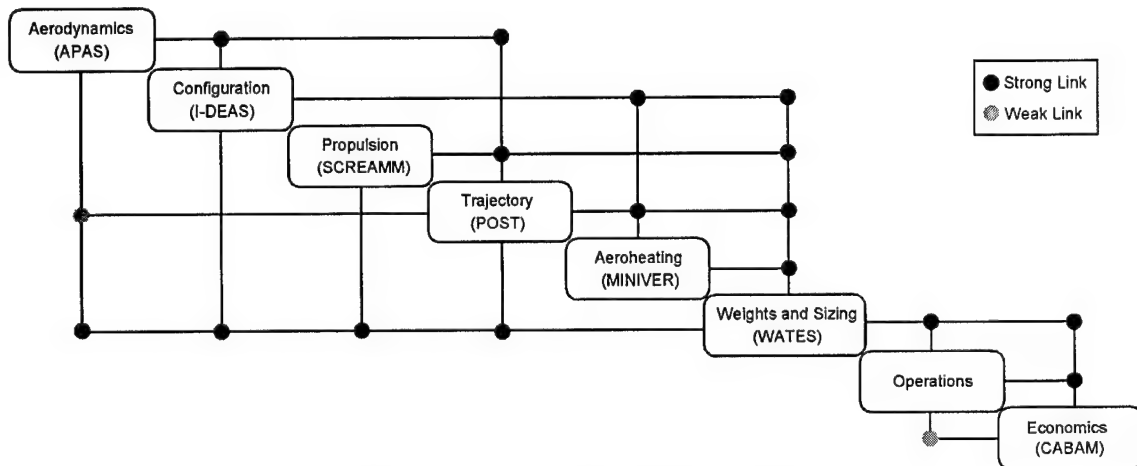 Aerodynamics
(APAS)
Configuration
(I-DEAS)
Strong Link
Weak Link
Propulsion
(SCREAMM)
Trajectory
(POST)
Aeroheating
(MINIVER)
Weights and Sizing
(WATES)
Operations
Economics
(CABAM)